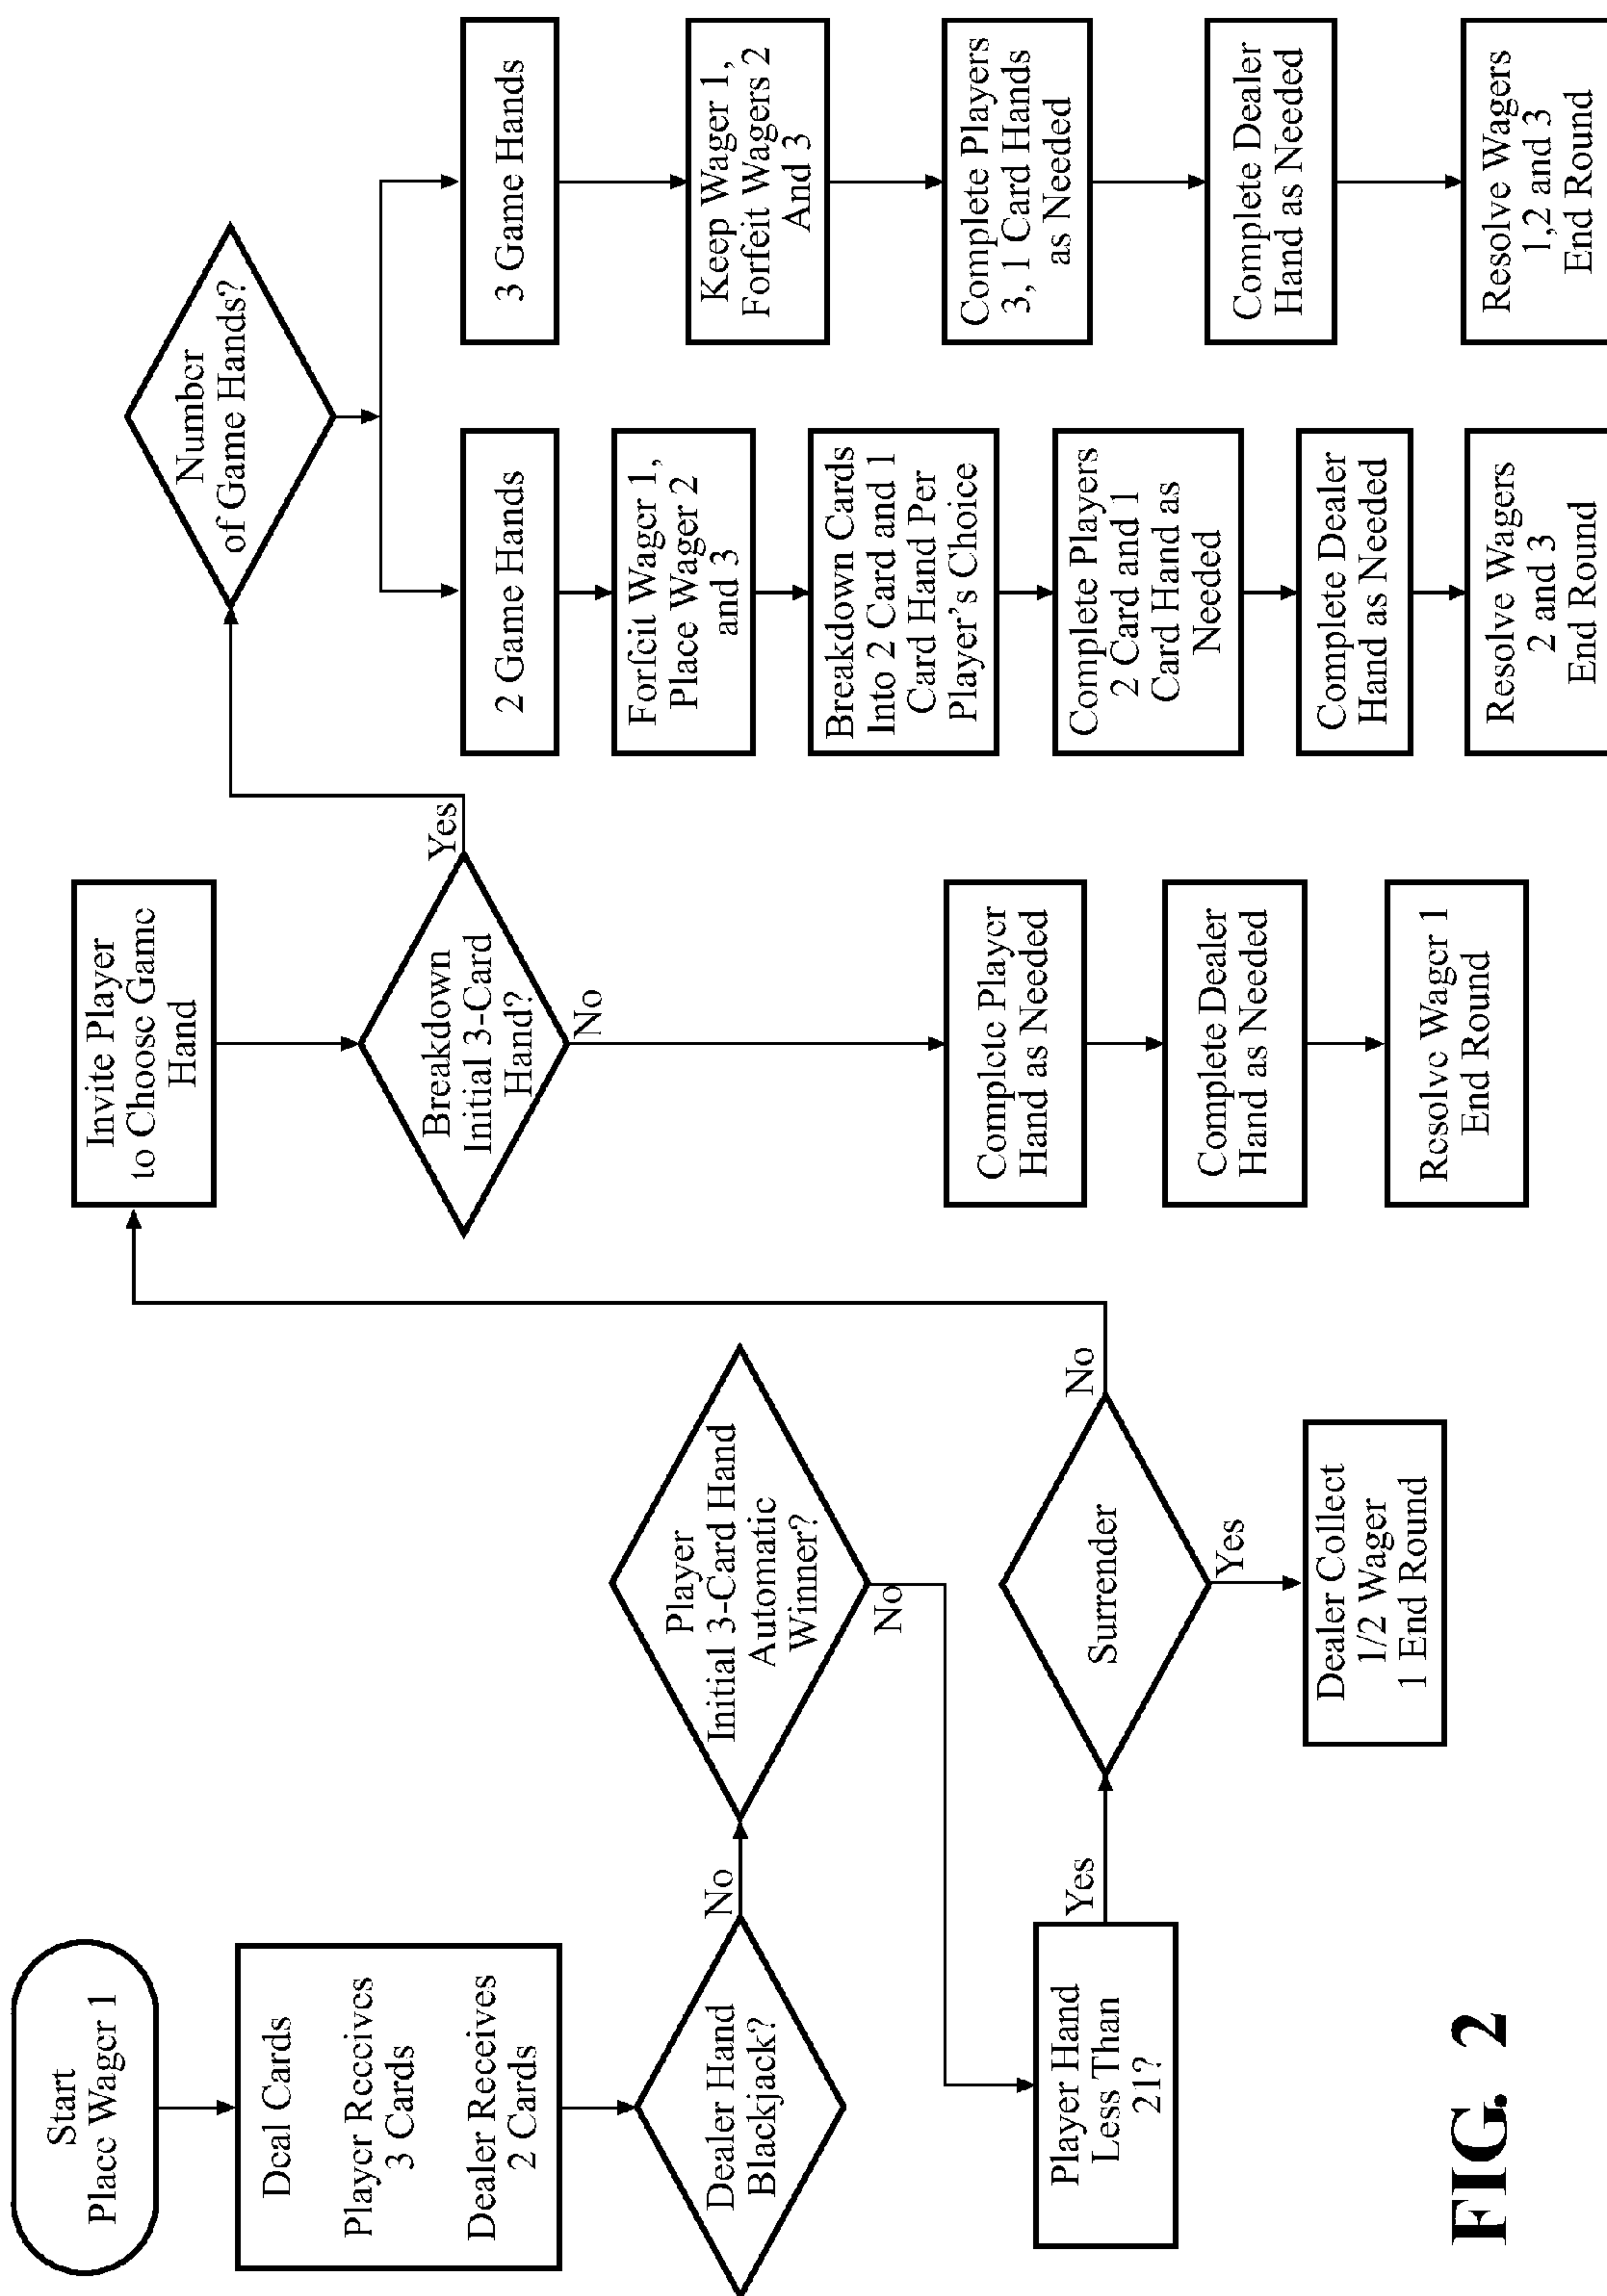 Start
Place Wager 1
Deal Cards
Player Receives
3 Cards
Dealer Receives
2 Cards
Dealer Hand
Blackjack?
No
Player
Initial 3-Card Hand
Automatic
Winner?
No
Player Hand
Less Than
21?
Yes
Surrender
Yes
Dealer Collect
1/2 Wager
1 End Round
No
Invite Player
to Choose Game
Hand
Breakdown
Initial 3-Card
Hand?
No
Complete Player
Hand as Needed
Complete Dealer
Hand as Needed
Resolve Wager 1
End Round
Yes
Number
of Game Hands?
2 Game Hands
Forfeit Wager 1,
Place Wager 2
and 3
Breakdown Cards
Into 2 Card and 1
Card Hand Per
Player's Choice
Complete Players
2 Card and 1
Card Hand as
Needed
Complete Dealer
Hand as Needed
Resolve Wagers
2 and 3
End Round
3 Game Hands
Keep Wager 1,
Forfeit Wagers 2
And 3
Complete Players
3, 1 Card Hands
as Needed
Complete Dealer
Hand as Needed
Resolve Wagers
1,2 and 3
End Round
FIG. 2